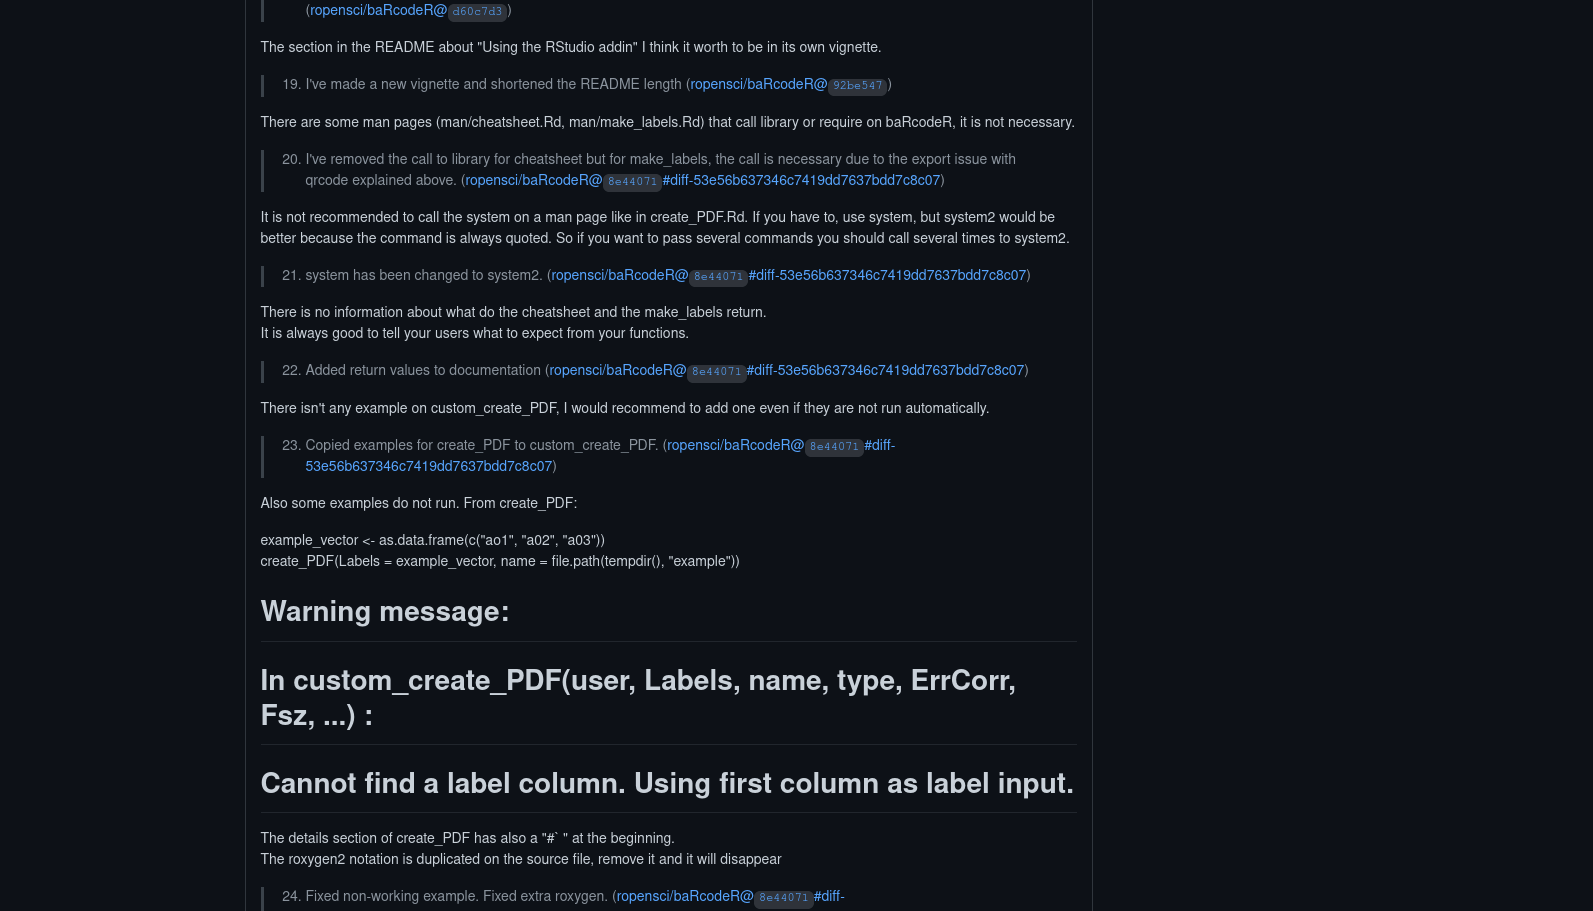 (ropensci/baRcodeR@d60c7d3)
The section in the README about "Using the RStudio addin" I think it worth to be in its own vignette.
19. I've made a new vignette and shortened the README length (ropensci/baRcodeR@92be547)
There are some man pages (man/cheatsheet.Rd, man/make_labels.Rd) that call library or require on baRcodeR, it is not necessary.
20. I've removed the call to library for cheatsheet but for make_labels, the call is necessary due to the export issue with
qrcode explained above. (ropensci/baRcodeR@8e44071#diff-53e56b637346c7419dd7637bdd7c8c07)
It is not recommended to call the system on a man page like in create_PDF.Rd. If you have to, use system, but system2 would be
better because the command is always quoted. So if you want to pass several commands you should call several times to system2.
21. system has been changed to system2. (ropensci/baRcodeR@8e44071#diff-53e56b637346c7419dd7637bdd7c8c07)
There is no information about what do the cheatsheet and the make_labels return.
It is always good to tell your users what to expect from your functions.
22. Added return values to documentation (ropensci/baRcodeR@8e44071#diff-53e56b637346c7419dd7637bdd7c8c07)
There isn't any example on custom_create_PDF, I would recommend to add one even if they are not run automatically.
23. Copied examples for create_PDF to custom_create_PDF. (ropensci/baRcodeR@8e44071#diff-
53e56b637346c7419dd7637bdd7c8c07)
Also some examples do not run. From create_PDF:
example_vector <- as.data.frame(c("ao1", "a02", "a03"))
create_PDF(Labels = example_vector, name = file.path(tempdir(), "example"))
Warning message:
In custom_create_PDF(user, Labels, name, type, ErrCorr,
Fsz, ...) :
Cannot find a label column. Using first column as label input.
The details section of create_PDF has also a "#` " at the beginning.
The roxygen2 notation is duplicated on the source file, remove it and it will disappear
24. Fixed non-working example. Fixed extra roxygen. (ropensci/baRcodeR@8e44071#diff-